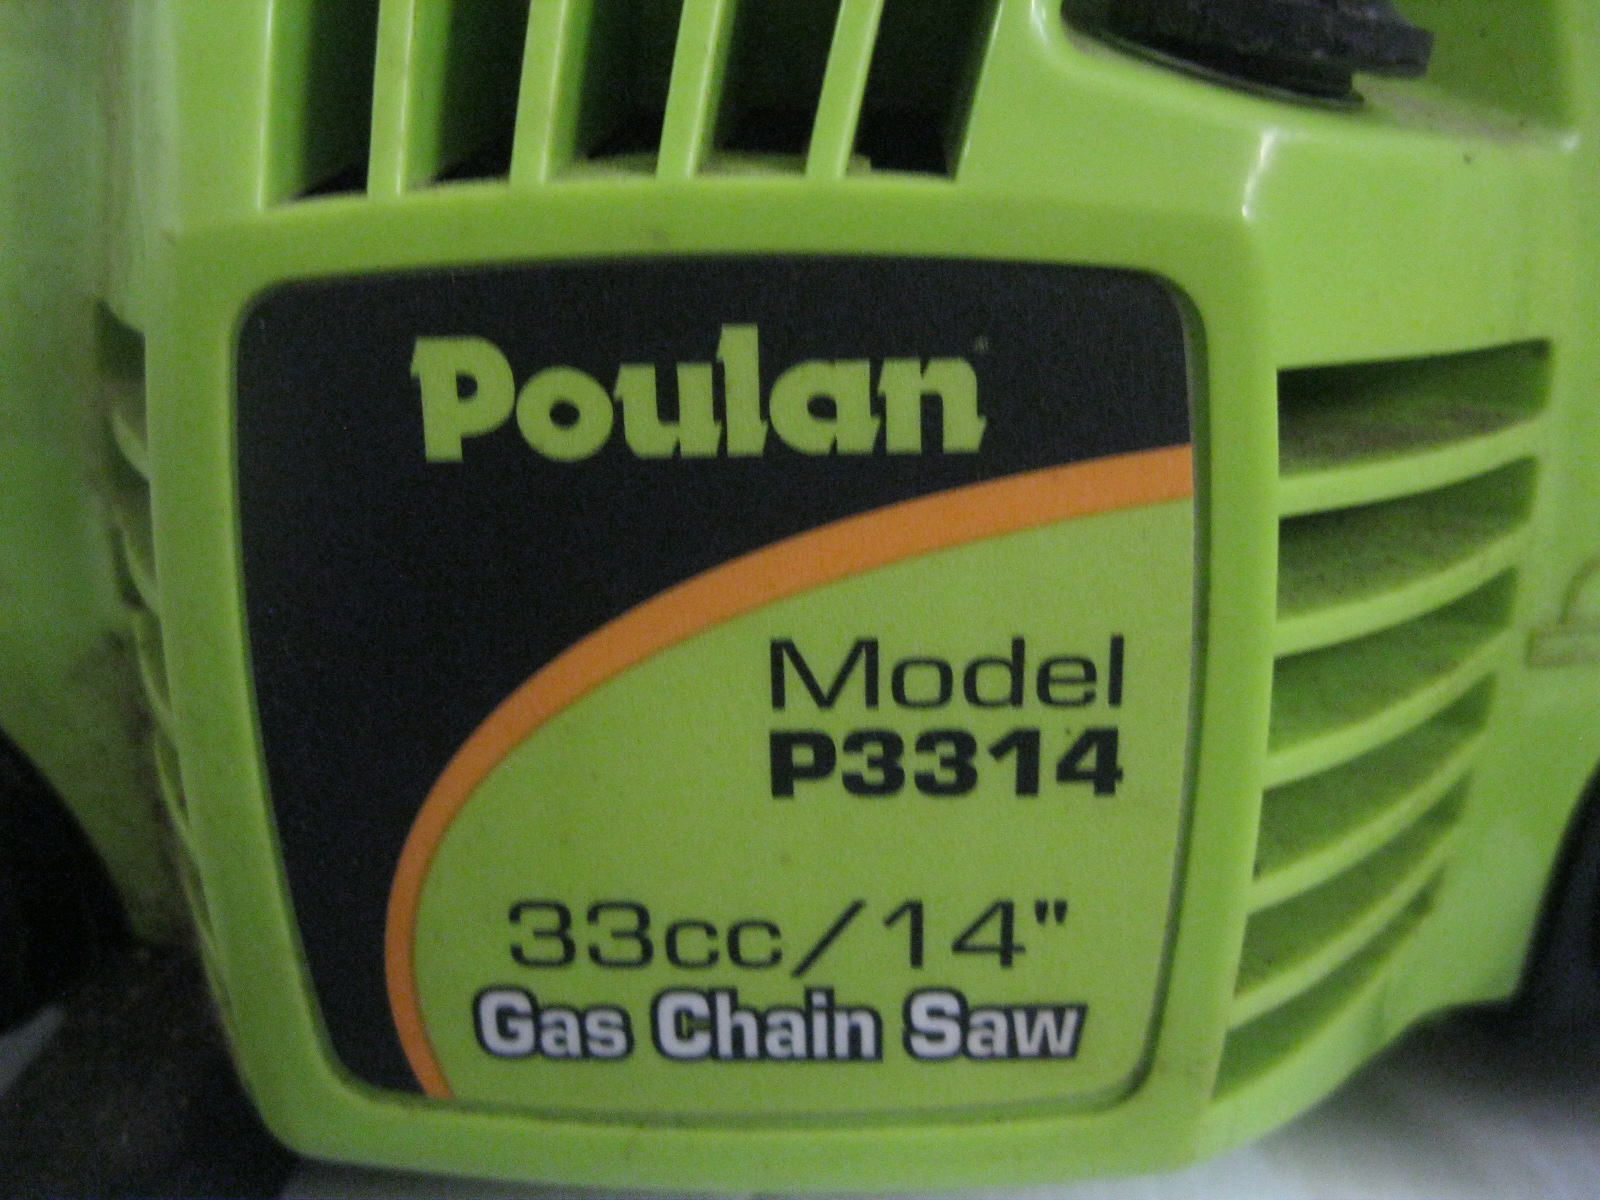 Poulan
Model
P3314
33cc/14"
Gas Chain Saw